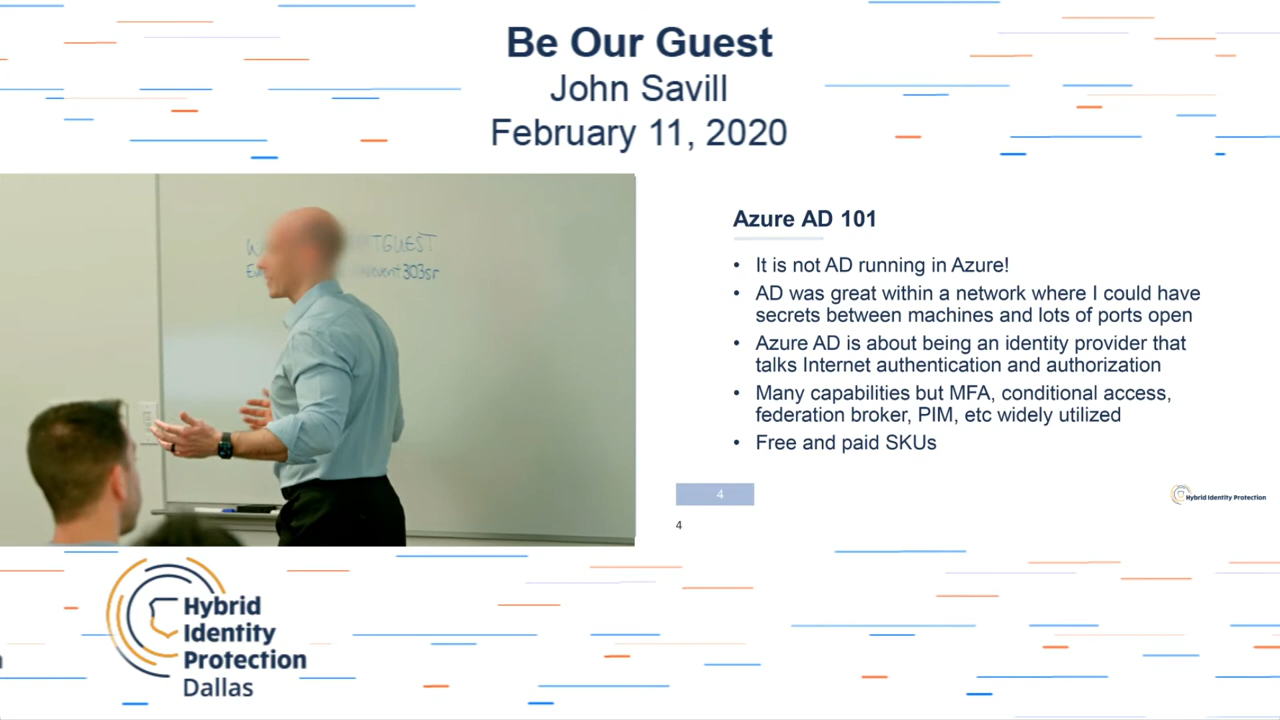 Be Our Guest
John Savill
February 11, 2020
TGUEST
303sr
Azure AD 101
• It is not AD running in Azure!
• AD was great within a network where I could have
secrets between machines and lots of ports open
• Azure AD is about being an identity provider that
talks Internet authentication and authorization
• Many capabilities but MFA, conditional access,
federation broker, PIM, etc widely utilized
• Free and paid SKUs
4
Hybrid Identity Protection
4
Hybrid
Identity
Protection
Dallas